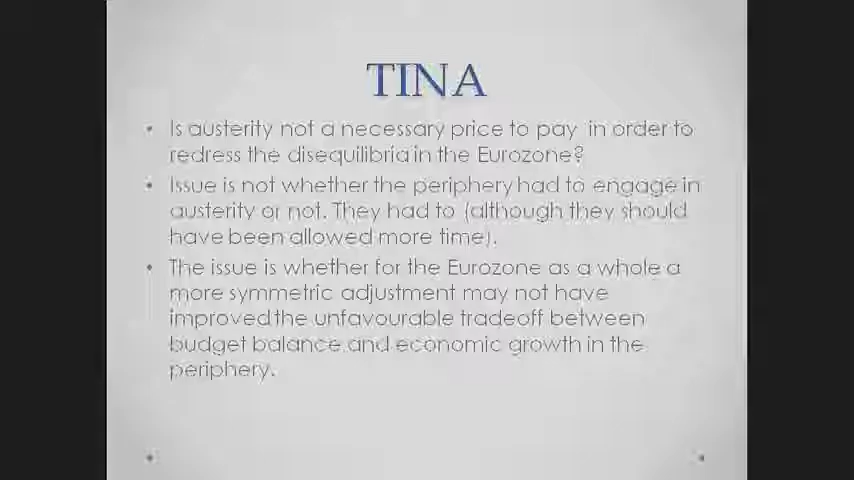 TINA
• Is austerity not a necessary price to pay in order to
redress the disequilibria in the Eurozone?
• Issue is not whether the periphery had to engage in
austerity or not. They had to (although they should
have been allowed more time).
• The issue is whether for the Eurozone as a whole a
more symmetric adjustment may not have
improved the unfavourable tradeoff between
budget balance and economic growth in the
periphery.